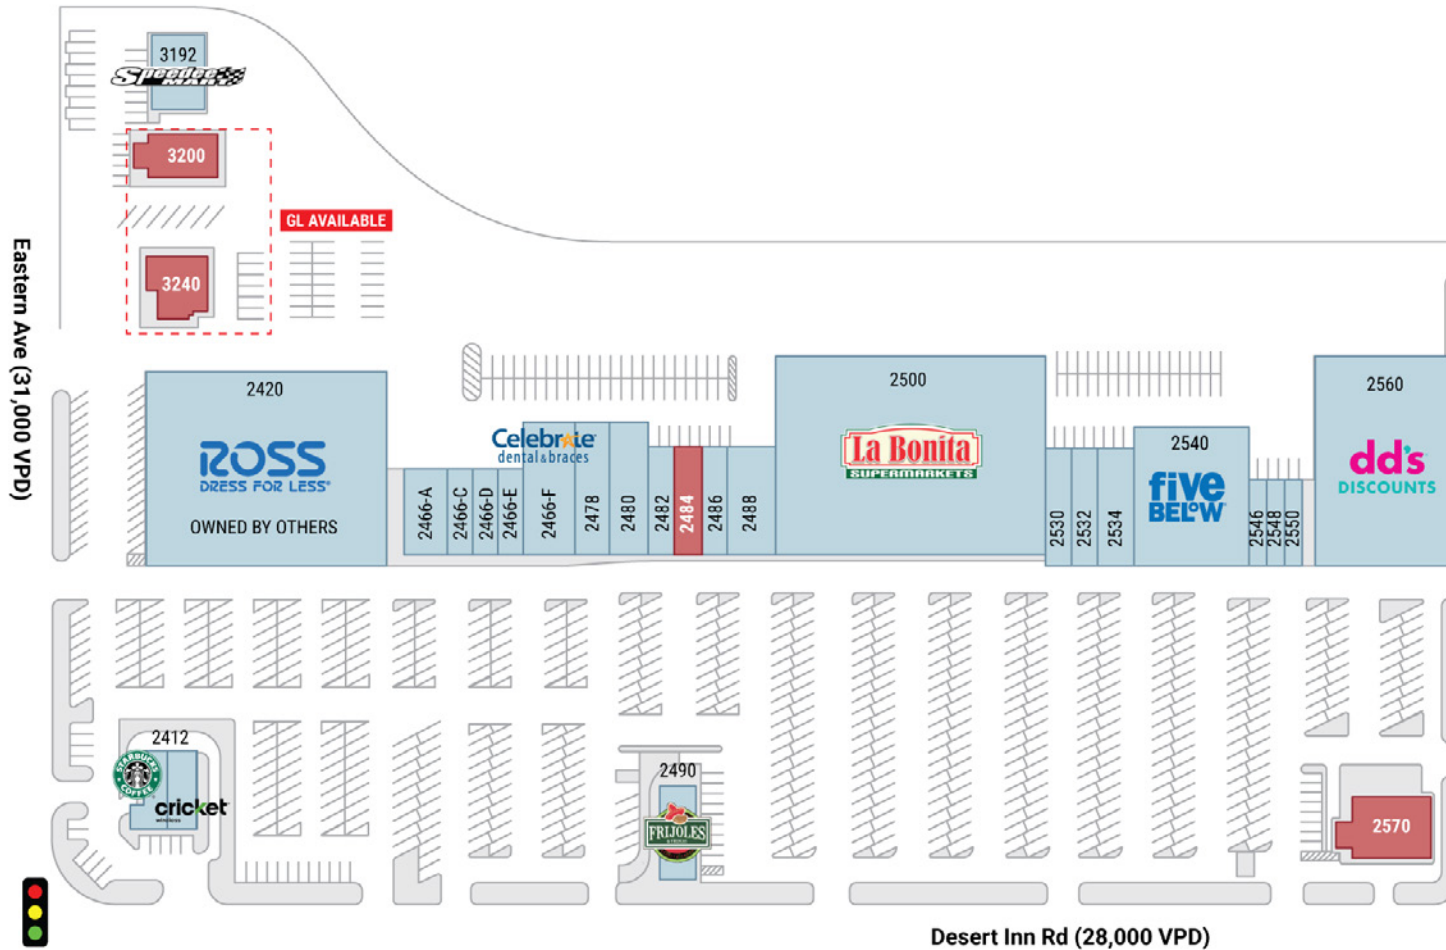 3192
Speedee
MART
3200
GL AVAILABLE
3240
Eastern Ave (31,000 VPD)
2420
ROSS
DRESS FOR LESS®
OWNED BY OTHERS
Celebrate
dental & braces
2466-A
2466-C
2466-D
2466-E
2466-F
2478
2480
2482
2484
2486
2488
2500
La Bonita
SUPERMARKETS
2530
2532
2534
2540
five
BELOW
2546
2548
2550
2560
dd's
DISCOUNTS
2412
STARBUCKS
COFFEE
cricket
wireless
2490
FRIJOLES
2570
Desert Inn Rd (28,000 VPD)